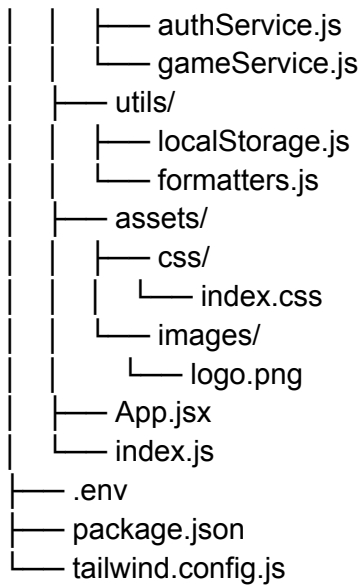 │   │   ├── authService.js
│   │   └── gameService.js
│   ├── utils/
│   │   ├── localStorage.js
│   │   └── formatters.js
│   ├── assets/
│   │   ├── css/
│   │   │   └── index.css
│   │   └── images/
│   │       └── logo.png
│   ├── App.jsx
│   └── index.js
├── .env
├── package.json
└── tailwind.config.js